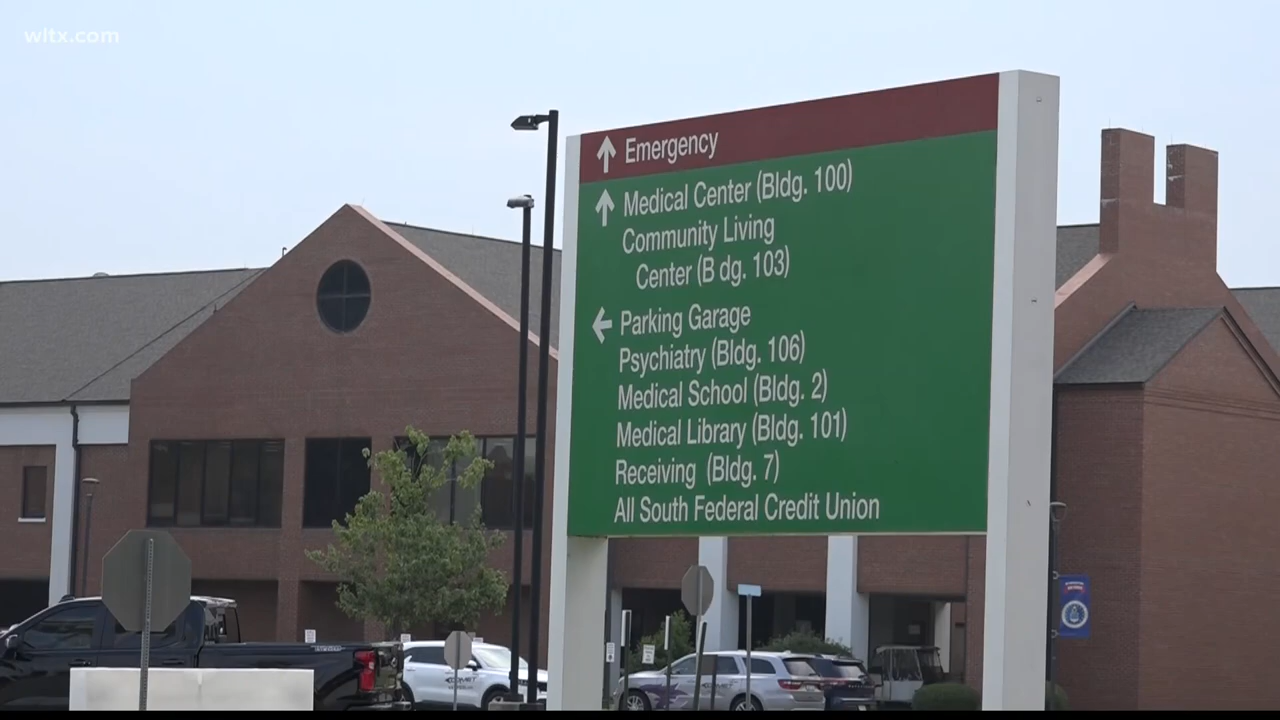 wltx.com
↑ Emergency
↑ Medical Center (Bldg. 100)
Community Living
Center (B dg. 103)
← Parking Garage
Psychiatry (Bldg. 106)
Medical School (Bldg. 2)
Medical Library (Bldg. 101)
Receiving (Bldg. 7)
All South Federal Credit Union